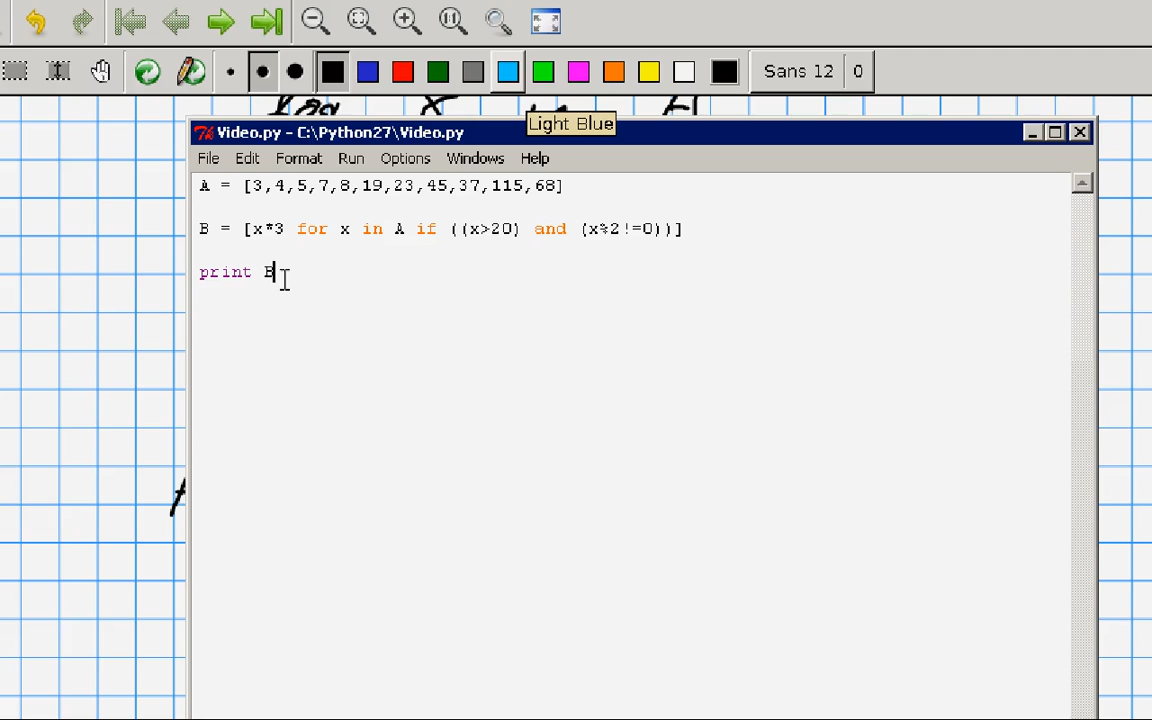 Sans 12 0
Light Blue
Video.py - C:\Python27\Video.py
File Edit Format Run Options Windows Help
A = [3,4,5,7,8,19,23,45,37,115,68]
B = [x*3 for x in A if ((x>20) and (x%2!=0))]
print B